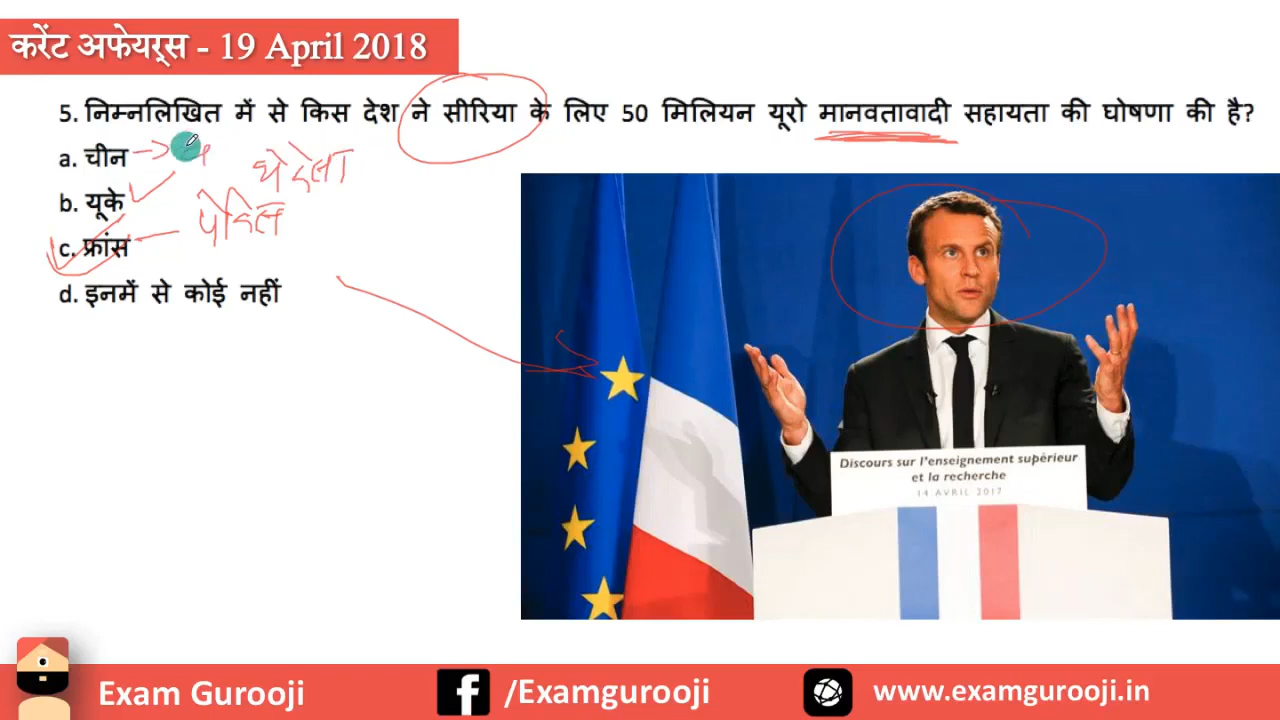 करेंट अफेयर्स - 19 April 2018
5. निम्नलिखित में से किस देश ने सीरिया के लिए 50 मिलियन यूरो मानवतावादी सहायता की घोषणा की है?
a. चीन
थेरेसा
b. यूके
c. फ्रांस
d. इनमें से कोई नहीं
Discours sur l'enseignement supérieur
et la recherche
14 AVRIL 2017
Exam Gurooji
/Examgurooji
www.examgurooji.in